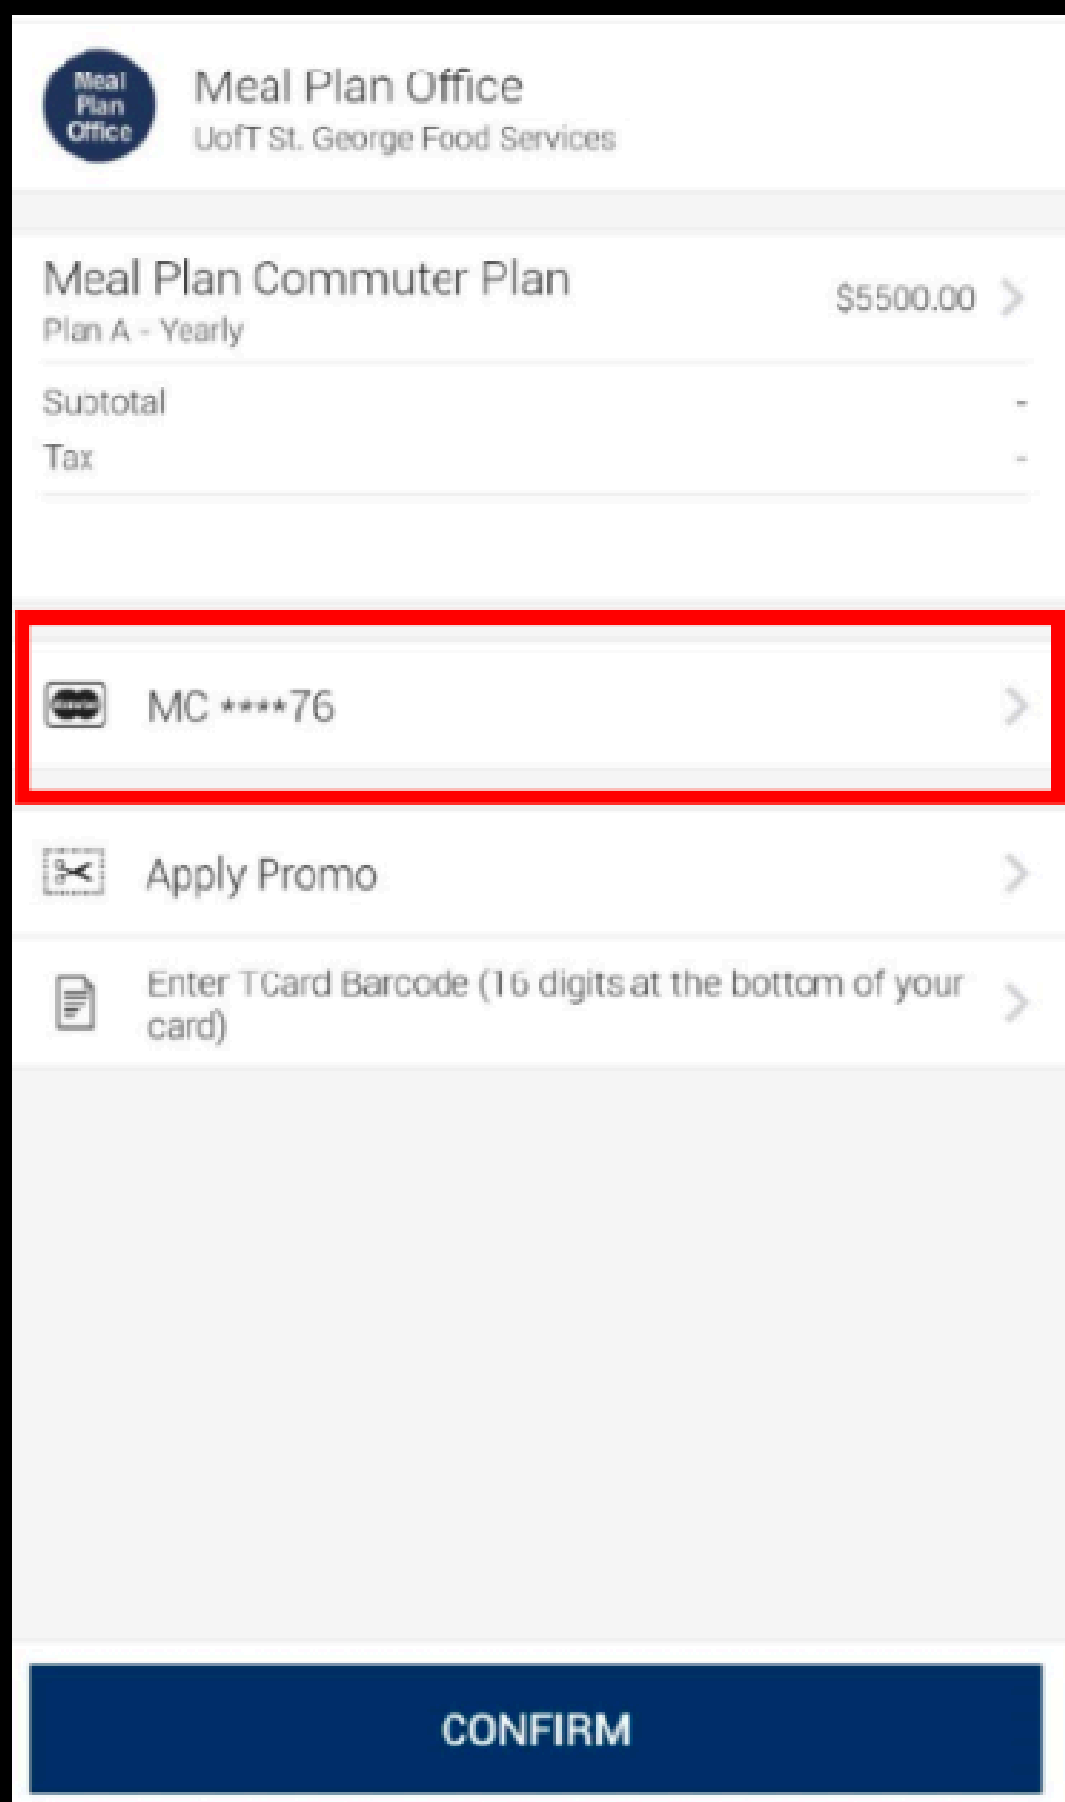 Meal
Plan
Office
Meal Plan Office
UofT St. George Food Services
Meal Plan Commuter Plan
$5500.00
Plan A - Yearly
Subtotal -
Tax -
MC ****76
Apply Promo
Enter TCard Barcode (16 digits at the bottom of your
card)
CONFIRM